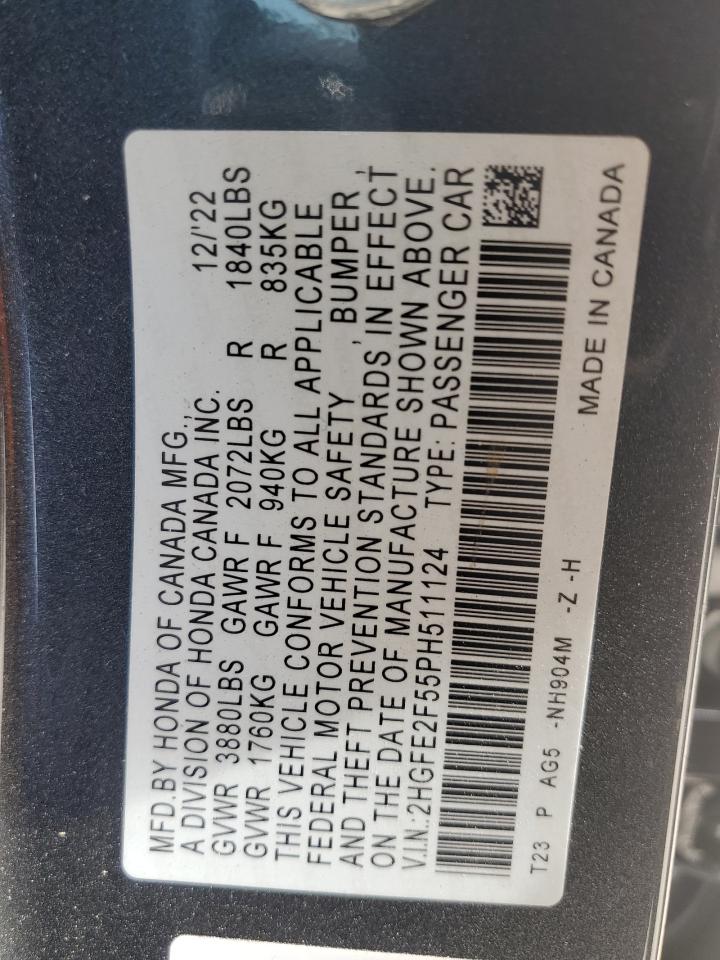 MFD.BY HONDA OF CANADA MFG.,
A DIVISION OF HONDA CANADA INC. 12/'22
GVWR 3880LBS GAWR F 2072LBS R 1840LBS
GVWR 1760KG GAWR F 940KG R 835KG
THIS VEHICLE CONFORMS TO ALL APPLICABLE
FEDERAL MOTOR VEHICLE SAFETY , BUMPER ,
AND THEFT PREVENTION STANDARDS IN EFFECT
ON THE DATE OF MANUFACTURE SHOWN ABOVE.
V.I.N.:2HGFE2F55PH511124 TYPE: PASSENGER CAR
T23 P AG5 -NH904M -Z -H
MADE IN CANADA